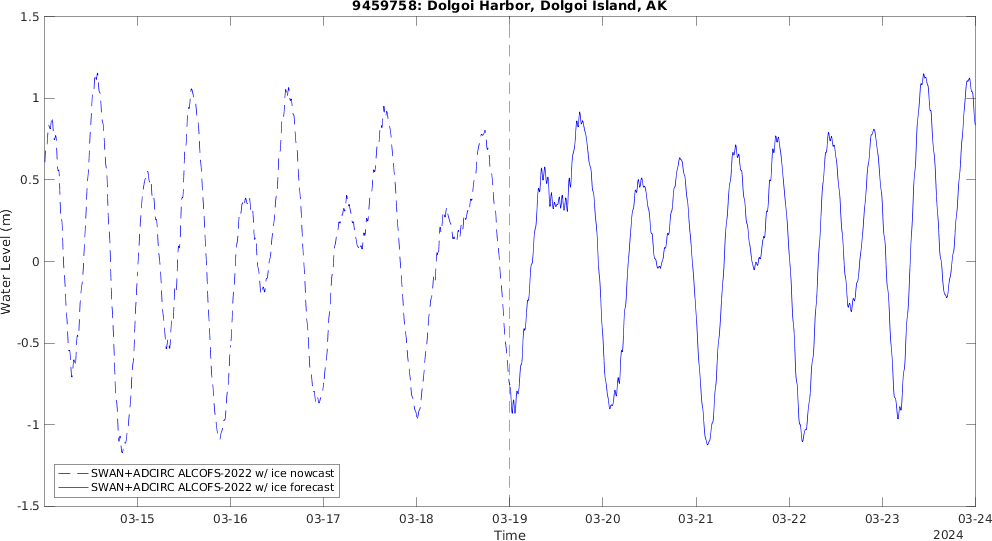 9459758: Dolgoi Harbor, Dolgoi Island, AK
1.5
1
0.5
0
-0.5
-1
-1.5
Water Level (m)
SWAN+ADCIRC ALCOFS-2022 w/ ice nowcast
SWAN+ADCIRC ALCOFS-2022 w/ ice forecast
03-15 03-16 03-17 03-18 03-19 03-20 03-21 03-22 03-23 03-24
Time
2024